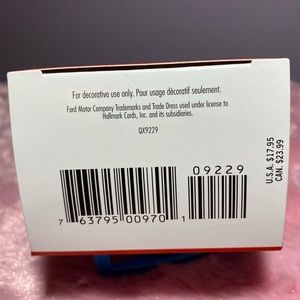 For decorative use only. Pour usage décoratif seulement.
Ford Motor Company Trademarks and Trade Dress used under license to
Hallmark Cards, Inc. and its subsidiaries.
QX9229
09229
7 63795 00970 1
U.S.A. $17.95
CAN. $23.99